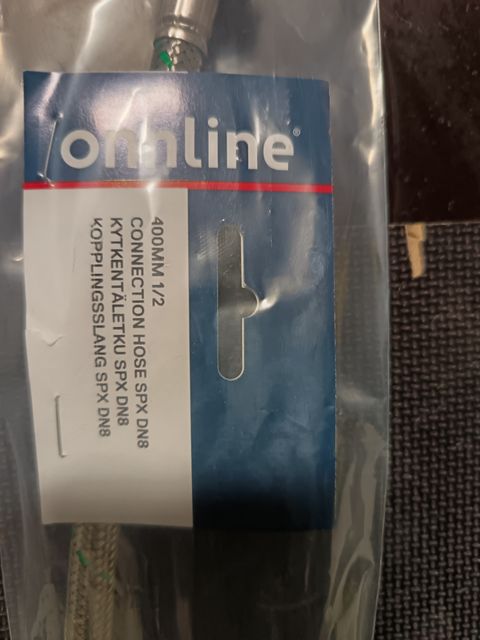 onnline®
400MM 1/2
CONNECTION HOSE SPX DN8
KYTKENTÄLETKU SPX DN8
KOPPLINGSSLANG SPX DN8